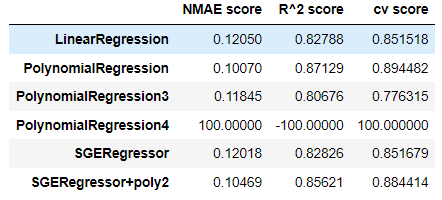 NMAE score R^2 score cv score
LinearRegression 0.12050 0.82788 0.851518
PolynomialRegression 0.10070 0.87129 0.894482
PolynomialRegression3 0.11845 0.80676 0.776315
PolynomialRegression4 100.00000 -100.00000 100.000000
SGERegressor 0.12018 0.82826 0.851679
SGERegressor+poly2 0.10469 0.85621 0.884414